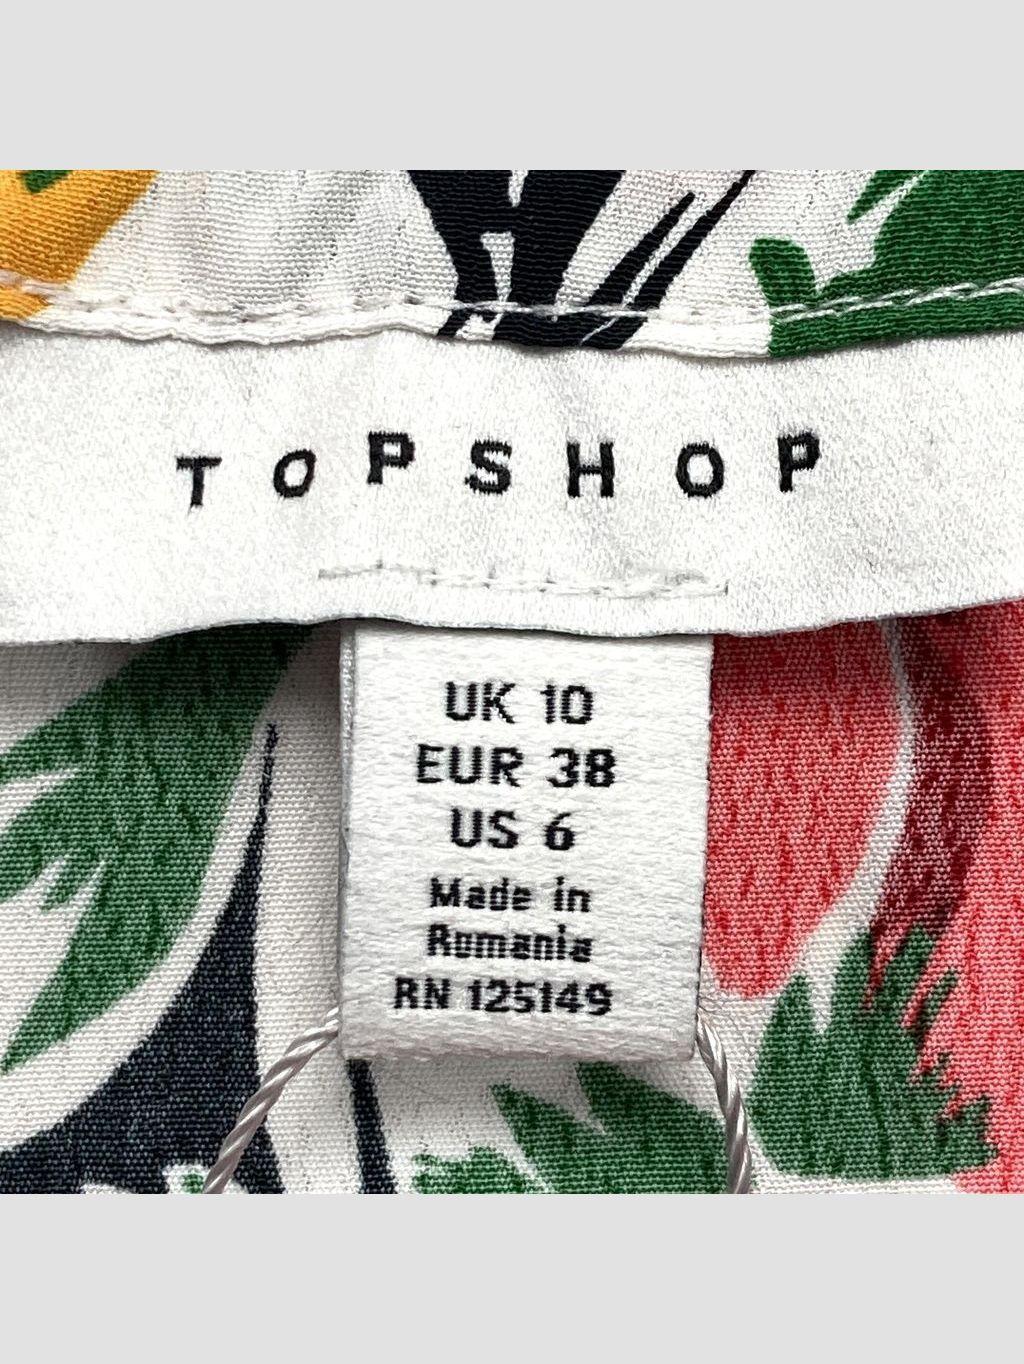 TOPSHOP
UK 10
EUR 38
US 6
Made in
Romania
RN 125149